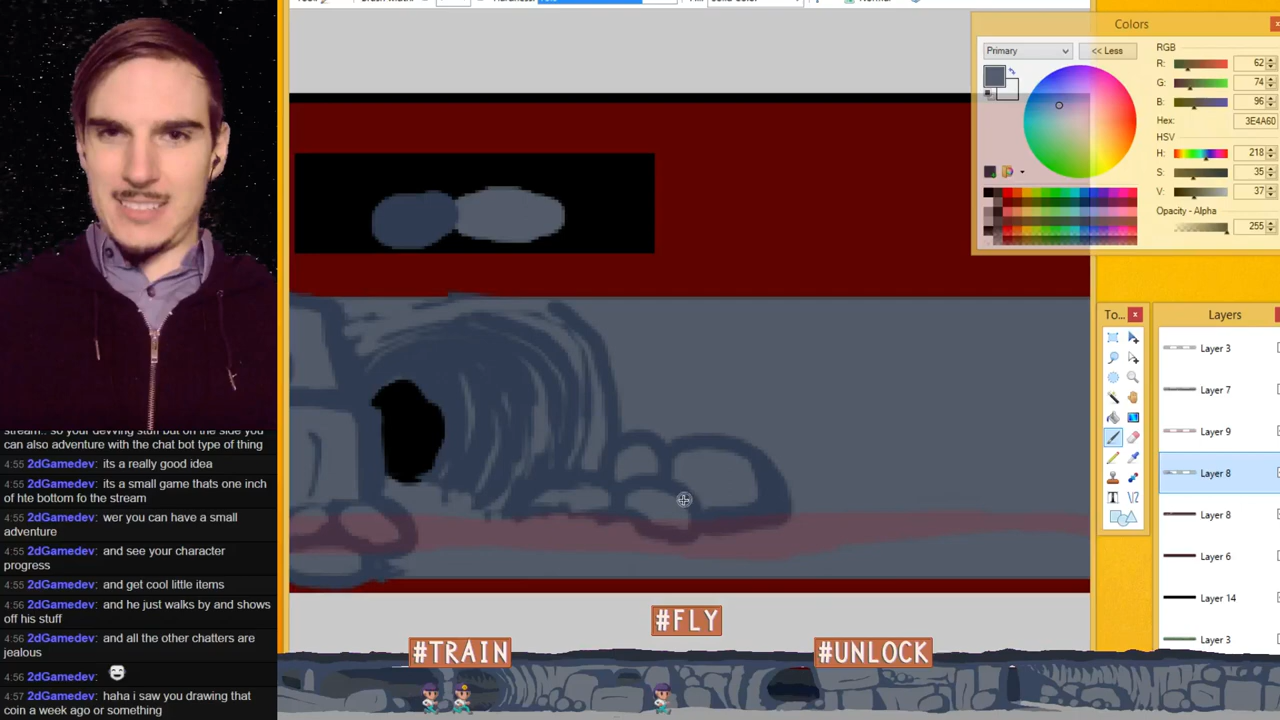 Colors
Primary
<< Less
RGB
R: 62
G: 74
B: 96
Hex: 3E4A60
HSV
H: 218
S: 35
V: 37
Opacity - Alpha
255
To...
Layers
Layer 3
Layer 7
Layer 9
Layer 8
Layer 8
Layer 6
Layer 14
Layer 3
stream.. so your devving stuff but on the side you
can also adventure with the chat bot type of thing
4:55 2dGamedev: its a really good idea
4:55 2dGamedev: its a small game thats one inch
of hte bottom fo the stream
4:55 2dGamedev: wer you can have a small
adventure
4:55 2dGamedev: and see your character
progress
4:55 2dGamedev: and get cool little items
4:56 2dGamedev: and he just walks by and shows
off his stuff
4:56 2dGamedev: and all the other chatters are
jealous
4:56 2dGamedev:
4:57 2dGamedev: haha i saw you drawing that
coin a week ago or something
#FLY
#TRAIN
#UNLOCK